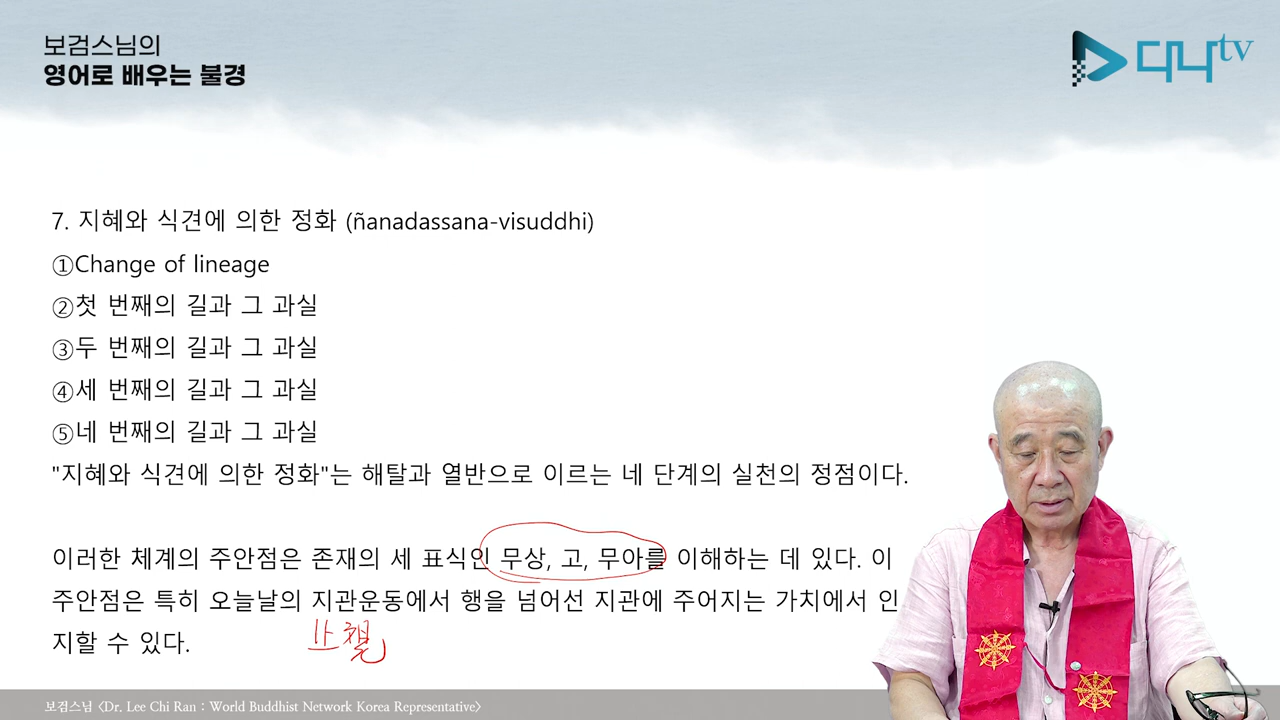 보검스님의
영어로 배우는 불경
디나tv
7. 지혜와 식견에 의한 정화 (ñanadassana-visuddhi)
①Change of lineage
②첫 번째의 길과 그 과실
③두 번째의 길과 그 과실
④세 번째의 길과 그 과실
⑤네 번째의 길과 그 과실
"지혜와 식견에 의한 정화"는 해탈과 열반으로 이르는 네 단계의 실천의 정점이다.
이러한 체계의 주안점은 존재의 세 표식인 무상, 고, 무아를 이해하는 데 있다. 이
주안점은 특히 오늘날의 지관운동에서 행을 넘어선 지관에 주어지는 가치에서 인
지할 수 있다.
止觀
보검스님 <Dr. Lee Chi Ran : World Buddhist Network Korea Representative>